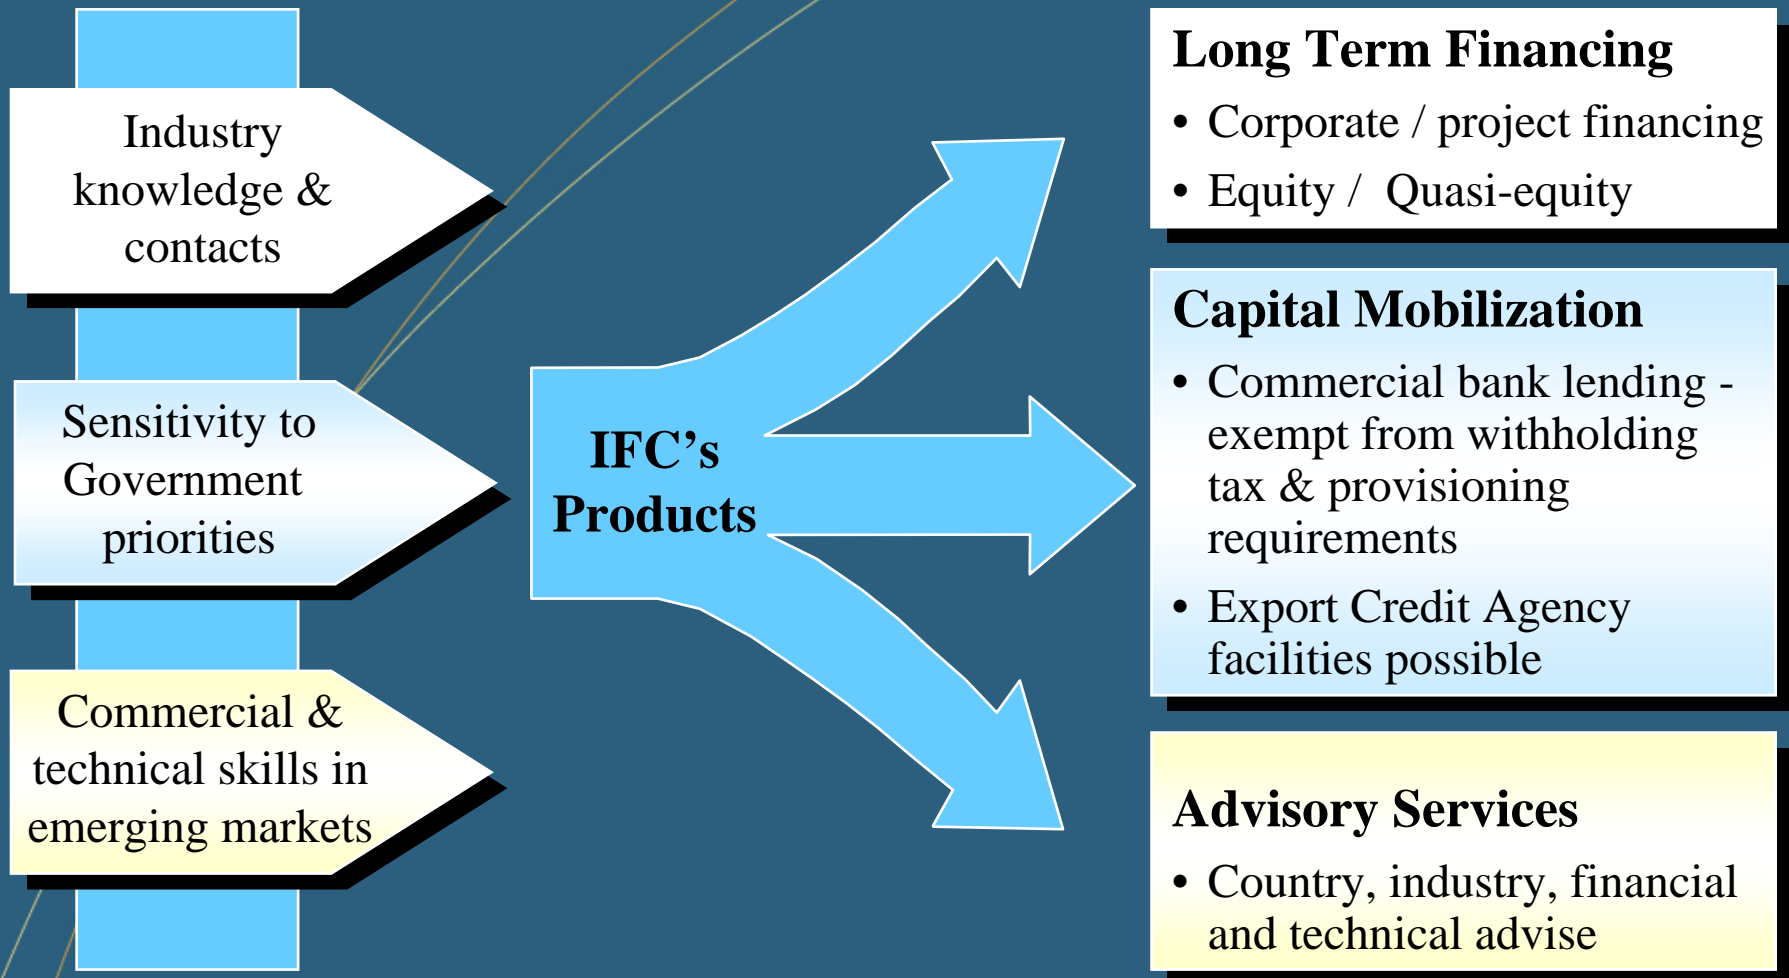 Industry
knowledge &
contacts
Sensitivity to
Government
priorities
Commercial &
technical skills in
emerging markets
IFC’s
Products
Long Term Financing
• Corporate / project financing
• Equity / Quasi-equity
Capital Mobilization
• Commercial bank lending -
exempt from withholding
tax & provisioning
requirements
• Export Credit Agency
facilities possible
Advisory Services
• Country, industry, financial
and technical advise